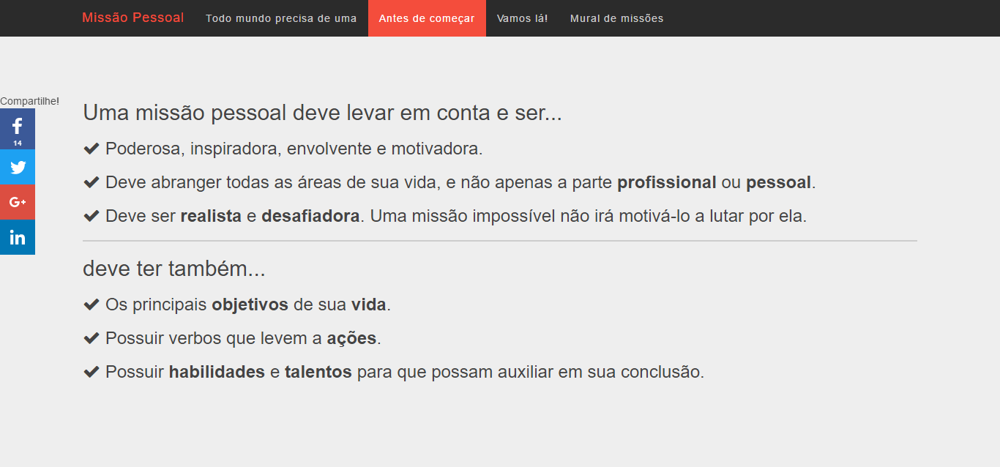 Missão Pessoal Todo mundo precisa de uma Antes de começar Vamos lá! Mural de missões
Compartilhe!
14
G+
in
Uma missão pessoal deve levar em conta e ser...
Poderosa, inspiradora, envolvente e motivadora.
Deve abranger todas as áreas de sua vida, e não apenas a parte profissional ou pessoal.
Deve ser realista e desafiadora. Uma missão impossível não irá motivá-lo a lutar por ela.
deve ter também...
Os principais objetivos de sua vida.
Possuir verbos que levem a ações.
Possuir habilidades e talentos para que possam auxiliar em sua conclusão.